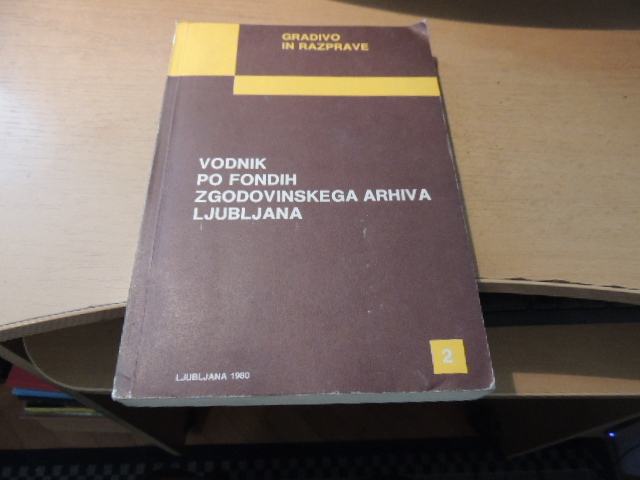 GRADIVO
IN RAZPRAVE
VODNIK
PO FONDIH
ZGODOVINSKEGA ARHIVA
LJUBLJANA
2
LJUBLJANA 1980